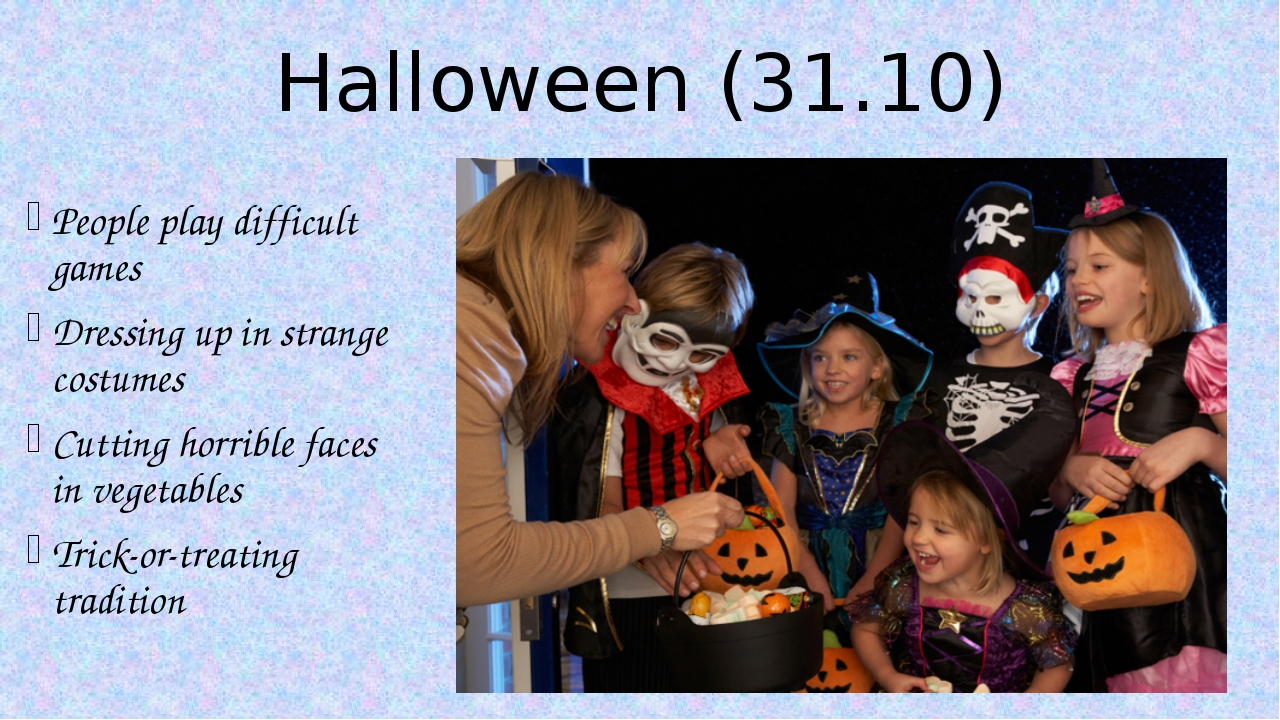 Halloween (31.10)
People play difficult
games
Dressing up in strange
costumes
Cutting horrible faces
in vegetables
Trick-or-treating
tradition